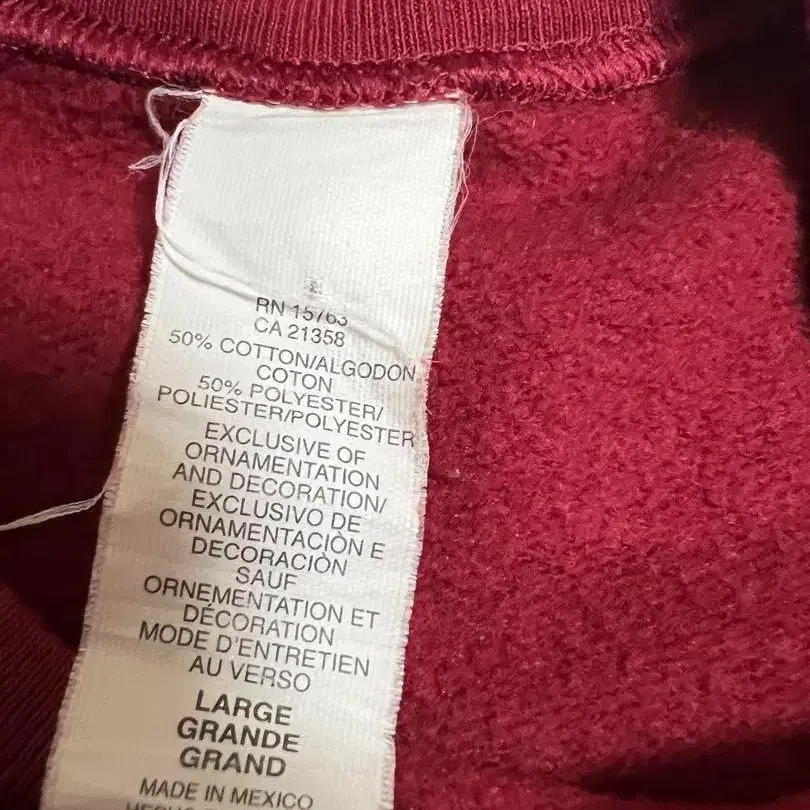 RN 15763
CA 21358
50% COTTON/ALGODON
COTON
50% POLYESTER/
POLIESTER/POLYESTER
EXCLUSIVE OF
ORNAMENTATION
AND DECORATION/
EXCLUSIVO DE
ORNAMENTACIÒN E
DECORACIÒN
SAUF
ORNEMENTATION ET
DÉCORATION
MODE D'ENTRETIEN
AU VERSO
LARGE
GRANDE
GRAND
MADE IN MEXICO